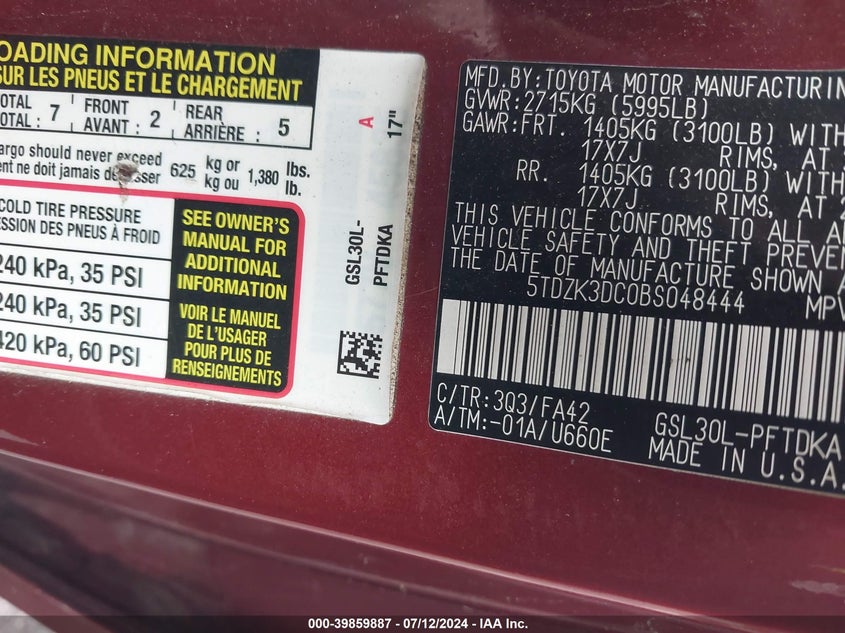 OADING INFORMATION
SUR LES PNEUS ET LE CHARGEMENT
OTAL
OTAL : 7
FRONT
AVANT : 2
REAR
ARRIÈRE : 5
argo should never exceed 625 kg or 1,380 lbs.
ent ne doit jamais dépasser kg ou lb.
COLD TIRE PRESSURE
ESSION DES PNEUS À FROID
240 kPa, 35 PSI
240 kPa, 35 PSI
420 kPa, 60 PSI
SEE OWNER'S
MANUAL FOR
ADDITIONAL
INFORMATION
VOIR LE MANUEL
DE L'USAGER
POUR PLUS DE
RENSEIGNEMENTS
A
17"
GSL30L-
PFTDKA
MFD.BY:TOYOTA MOTOR MANUFACTURIN
GVWR:2715KG (5995LB)
GAWR:FRT. 1405KG (3100LB) WITH
17X7J RIMS, AT 2
RR. 1405KG (3100LB) WITH
17X7J RIMS, AT 2
THIS VEHICLE CONFORMS TO ALL A
VEHICLE SAFETY AND THEFT PREVEN
THE DATE OF MANUFACTURE SHOWN A
5TDZK3DC0BS048444 MPV
C/TR:3Q3/FA42 GSL30L-PFTDKA
A/TM:-01A/U660E MADE IN U.S.A.
000-39859887 - 07/12/2024 - IAA Inc.